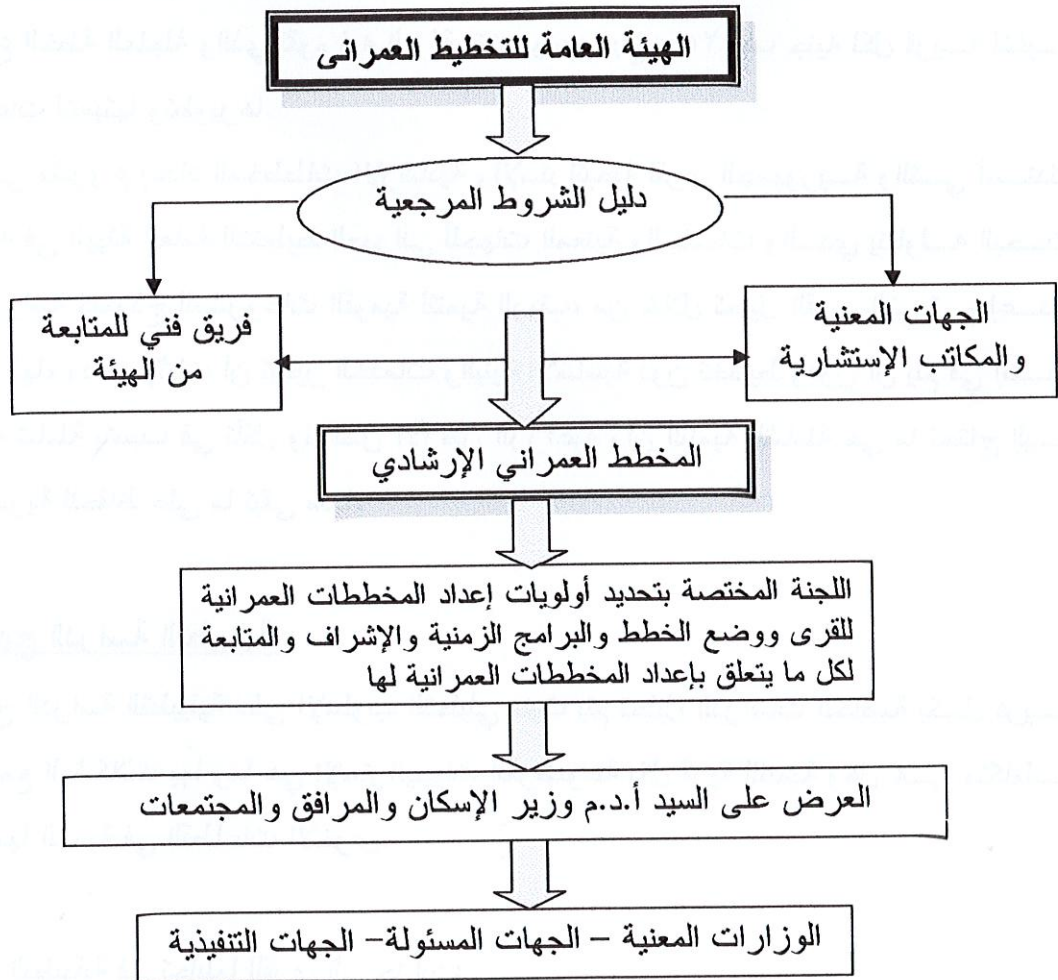 الهيئة العامة للتخطيط العمرانى
دليل الشروط المرجعية
الجهات المعنية
والمكاتب الإستشارية
فريق فني للمتابعة
من الهيئة
المخطط العمراني الإرشادي
اللجنة المختصة بتحديد أولويات إعداد المخططات العمرانية
للقرى ووضع الخطط والبرامج الزمنية والإشراف والمتابعة
لكل ما يتعلق بإعداد المخططات العمرانية لها
العرض على السيد أ.د.م وزير الإسكان والمرافق والمجتمعات
الوزارات المعنية – الجهات المسئولة– الجهات التنفيذية